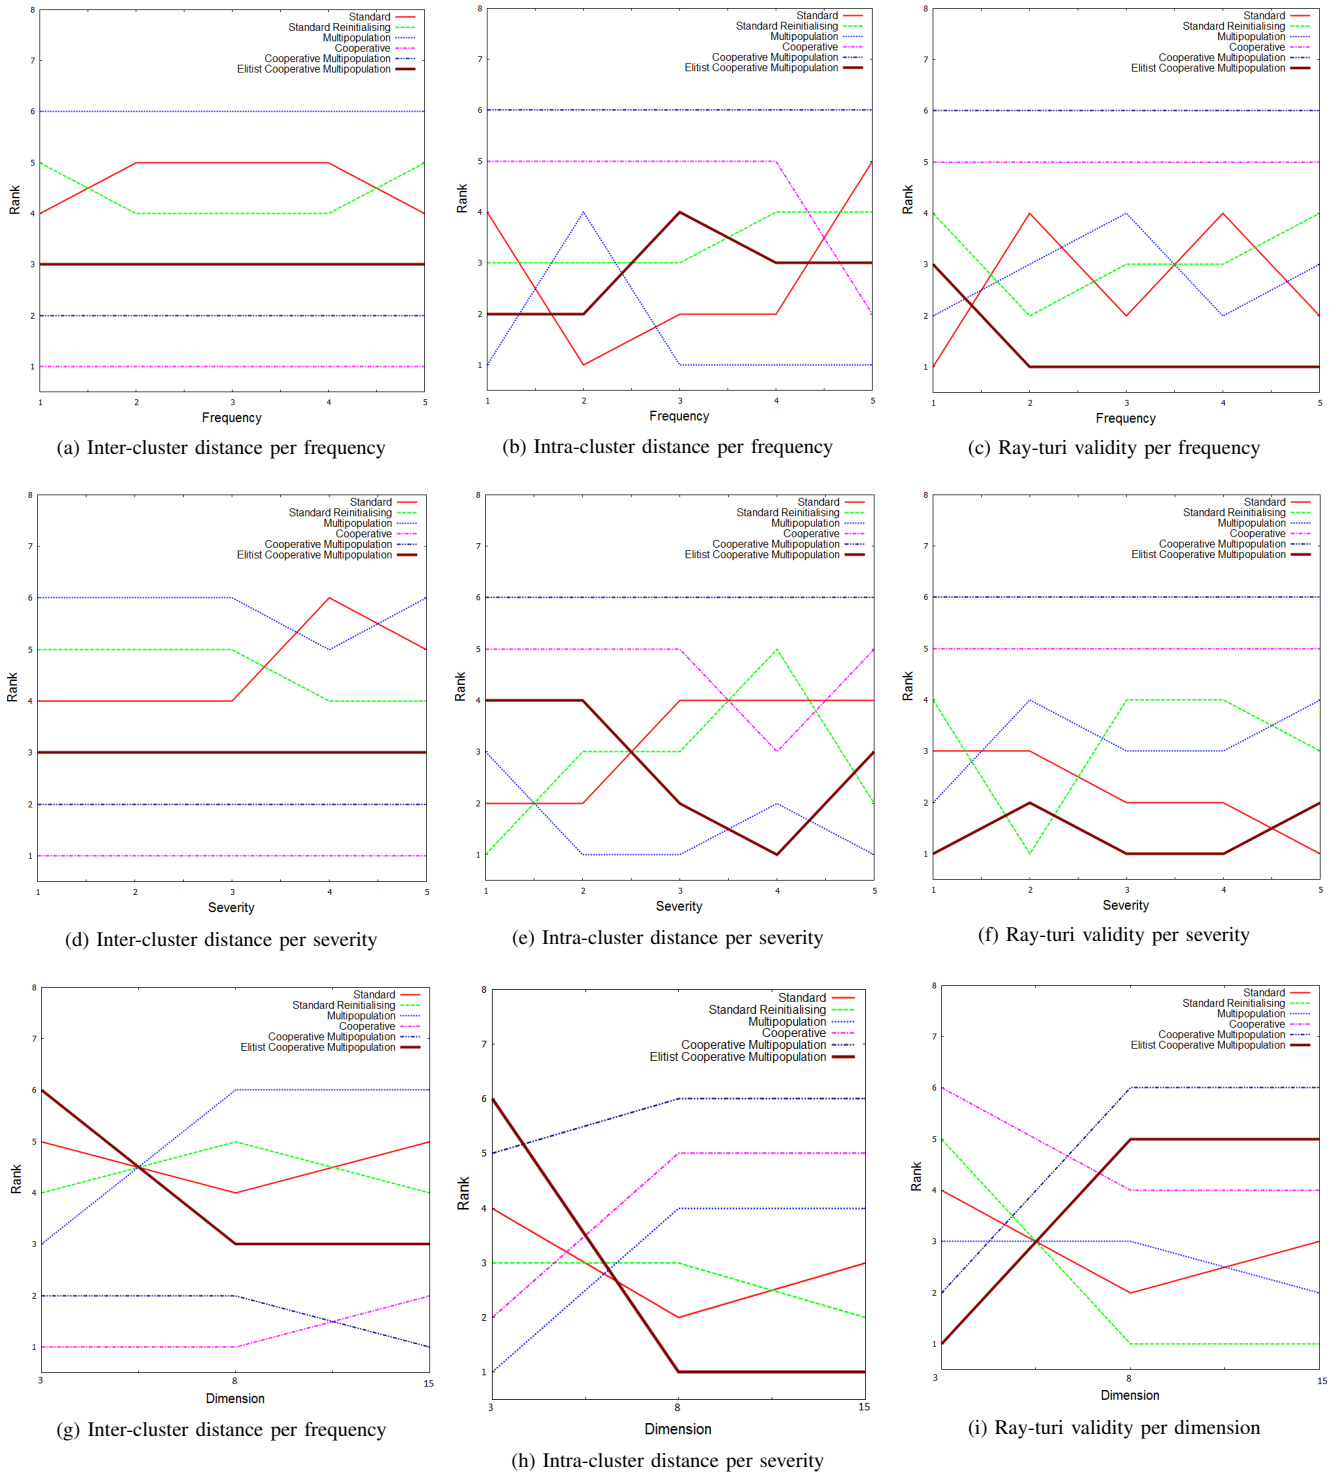 8
7
6
5
4
3
2
1
Rank
Standard
Standard Reinitialising
Multipopulation
Cooperative
Cooperative Multipopulation
Elitist Cooperative Multipopulation
1 2 3 4 5
Frequency
(a) Inter-cluster distance per frequency
8
7
6
5
4
3
2
1
Rank
Standard
Standard Reinitialising
Multipopulation
Cooperative
Cooperative Multipopulation
Elitist Cooperative Multipopulation
1 2 3 4 5
Frequency
(b) Intra-cluster distance per frequency
8
7
6
5
4
3
2
1
Rank
Standard
Standard Reinitialising
Multipopulation
Cooperative
Cooperative Multipopulation
Elitist Cooperative Multipopulation
1 2 3 4 5
Frequency
(c) Ray-turi validity per frequency
8
7
6
5
4
3
2
1
Rank
Standard
Standard Reinitialising
Multipopulation
Cooperative
Cooperative Multipopulation
Elitist Cooperative Multipopulation
1 2 3 4 5
Severity
(d) Inter-cluster distance per severity
8
7
6
5
4
3
2
1
Rank
Standard
Standard Reinitialising
Multipopulation
Cooperative
Cooperative Multipopulation
Elitist Cooperative Multipopulation
1 2 3 4 5
Severity
(e) Intra-cluster distance per severity
8
7
6
5
4
3
2
1
Rank
Standard
Standard Reinitialising
Multipopulation
Cooperative
Cooperative Multipopulation
Elitist Cooperative Multipopulation
1 2 3 4 5
Severity
(f) Ray-turi validity per severity
8
7
6
5
4
3
2
1
Rank
Standard
Standard Reinitialising
Multipopulation
Cooperative
Cooperative Multipopulation
Elitist Cooperative Multipopulation
3 8 15
Dimension
(g) Inter-cluster distance per frequency
8
7
6
5
4
3
2
1
Rank
Standard
Standard Reinitialising
Multipopulation
Cooperative
Cooperative Multipopulation
Elitist Cooperative Multipopulation
3 8 15
Dimension
(h) Intra-cluster distance per severity
8
7
6
5
4
3
2
1
Rank
Standard
Standard Reinitialising
Multipopulation
Cooperative
Cooperative Multipopulation
Elitist Cooperative Multipopulation
3 8 15
Dimension
(i) Ray-turi validity per dimension